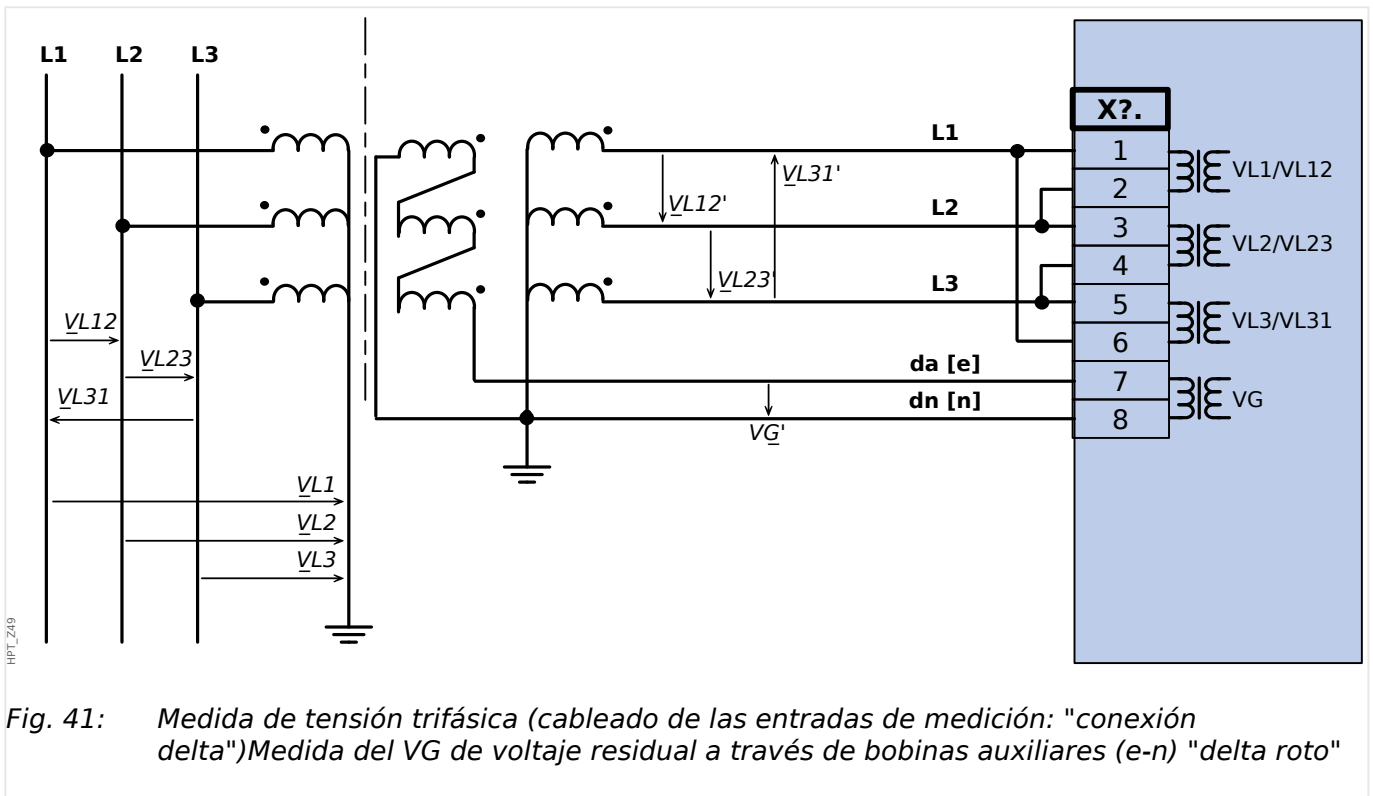 L1 L2 L3
X?.
L1
1
VL31'
VL1/VL12
2
VL12'
L2
3
VL2/VL23
4
VL23'
L3
5
VL3/VL31
6
VL12
VL23
VL31
da [e]
7
dn [n]
VG
8
VG'
VL1
VL2
VL3
HPT_Z49
Fig. 41: Medida de tensión trifásica (cableado de las entradas de medición: "conexión
delta")Medida del VG de voltaje residual a través de bobinas auxiliares (e-n) "delta roto"